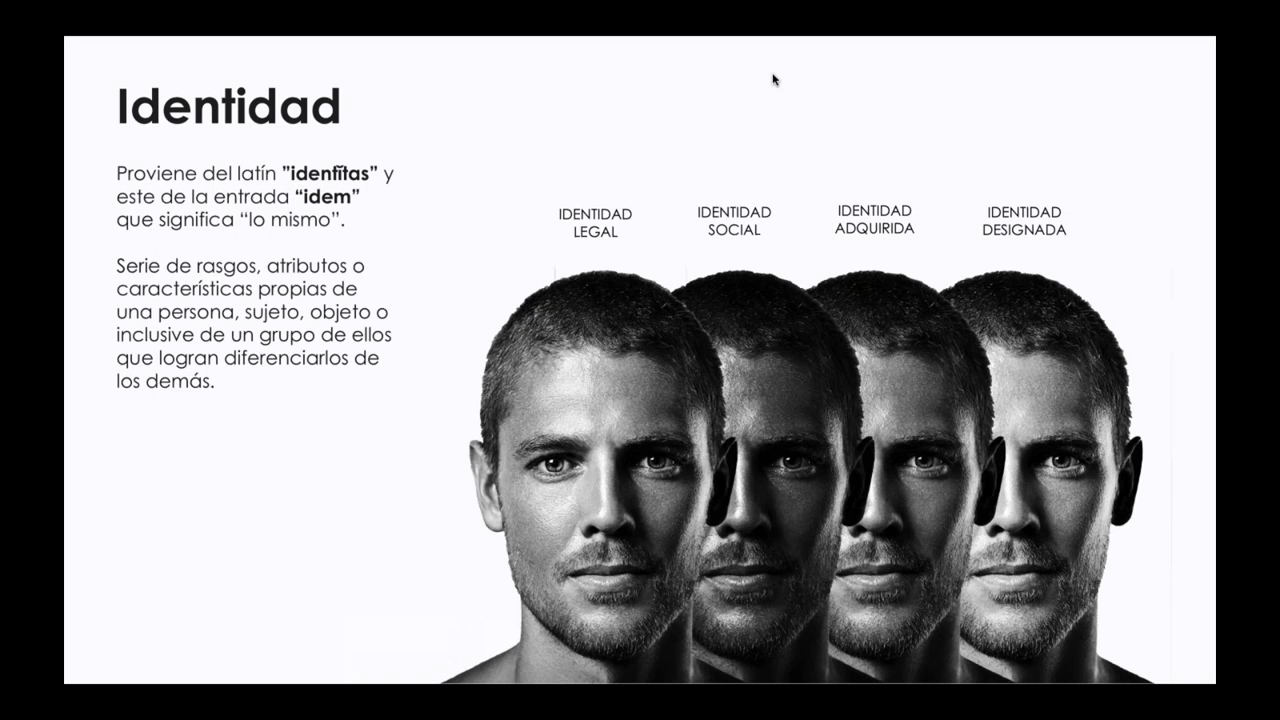 Identidad
Proviene del latín ”identĭtas” y
este de la entrada “idem”
que significa “lo mismo”.
Serie de rasgos, atributos o
características propias de
una persona, sujeto, objeto o
inclusive de un grupo de ellos
que logran diferenciarlos de
los demás.
IDENTIDAD
LEGAL
IDENTIDAD
SOCIAL
IDENTIDAD
ADQUIRIDA
IDENTIDAD
DESIGNADA